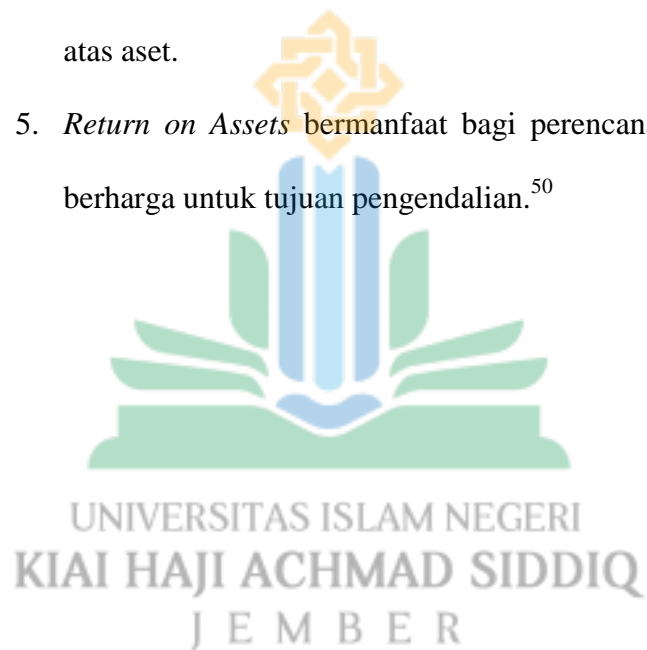 atas aset.
5. Return on Assets bermanfaat bagi
berharga untuk tujuan pengendalian.50
UNIVERSITAS ISLAM NEGERI
KIAI HAJI ACHMAD SIDDIQ
JEMBER